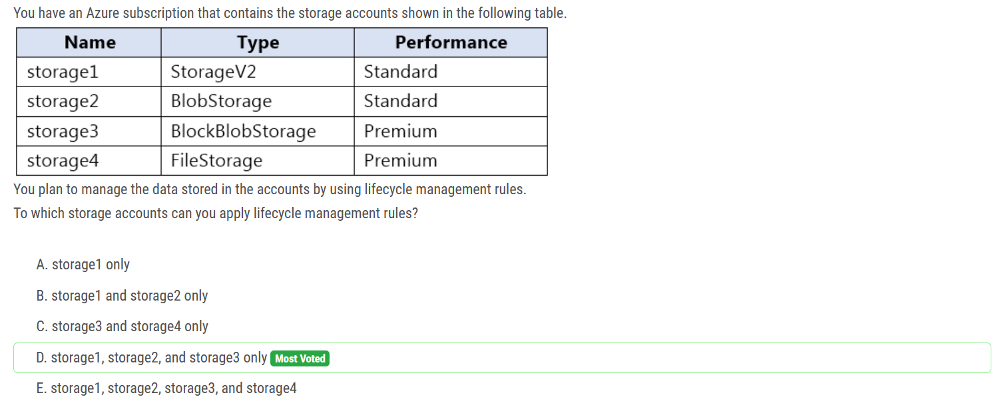 You have an Azure subscription that contains the storage accounts shown in the following table.
Name Type Performance
storage1 StorageV2 Standard
storage2 BlobStorage Standard
storage3 BlockBlobStorage Premium
storage4 FileStorage Premium
You plan to manage the data stored in the accounts by using lifecycle management rules.
To which storage accounts can you apply lifecycle management rules?
A. storage1 only
B. storage1 and storage2 only
C. storage3 and storage4 only
D. storage1, storage2, and storage3 only Most Voted
E. storage1, storage2, storage3, and storage4